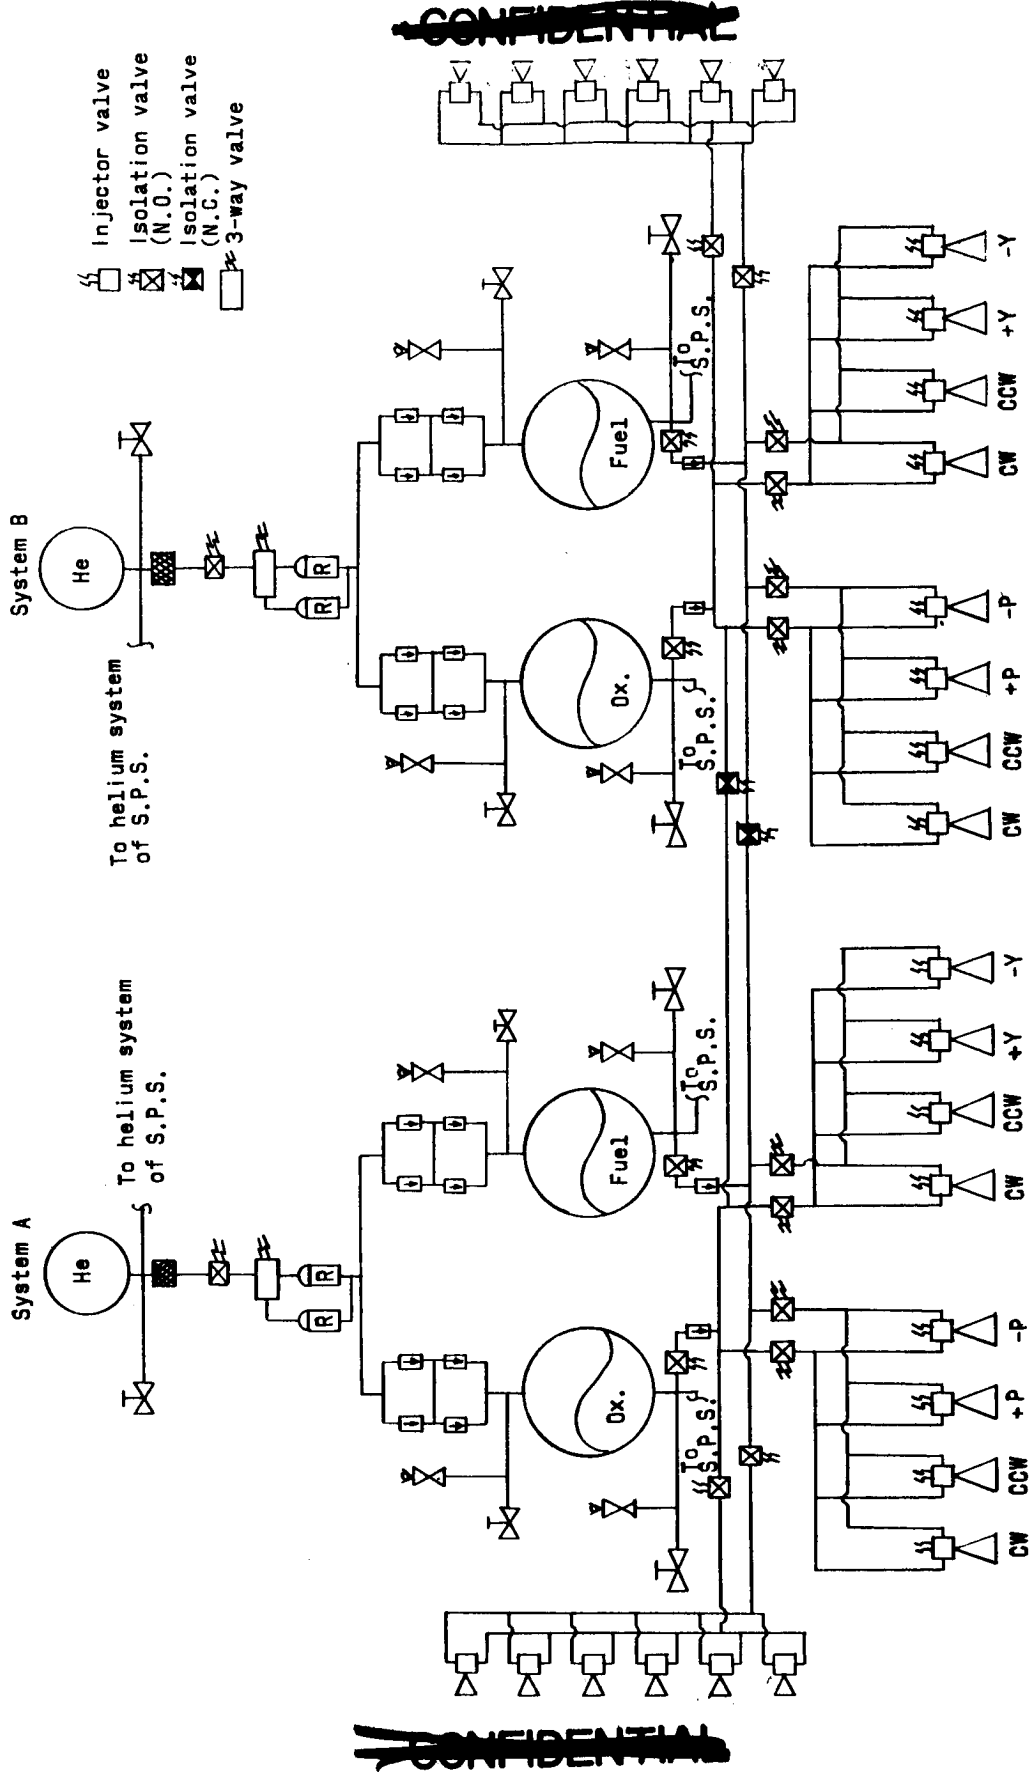 CONFIDENTIAL
Injector valve
Isolation valve
(N.O.)
Isolation valve
(N.C.)
3-way valve
System A
System B
He
He
To helium system
of S.P.S.
To helium system
of S.P.S.
R
R
R
R
Ox.
Fuel
Ox.
Fuel
To
S.P.S.
To
S.P.S.
To
S.P.S.
To
S.P.S.
CW
CCW
+P
-P
CW
CCW
+Y
-Y
CW
CCW
+P
-P
CW
CCW
+Y
-Y
CONFIDENTIAL